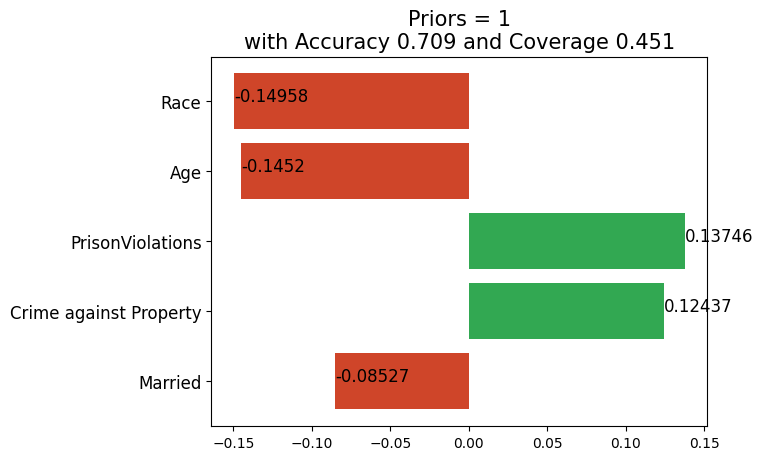 Priors = 1
with Accuracy 0.709 and Coverage 0.451
Race
-0.14958
Age
-0.1452
PrisonViolations
0.13746
Crime against Property
0.12437
Married
-0.08527
−0.15 −0.10 −0.05 0.00 0.05 0.10 0.15